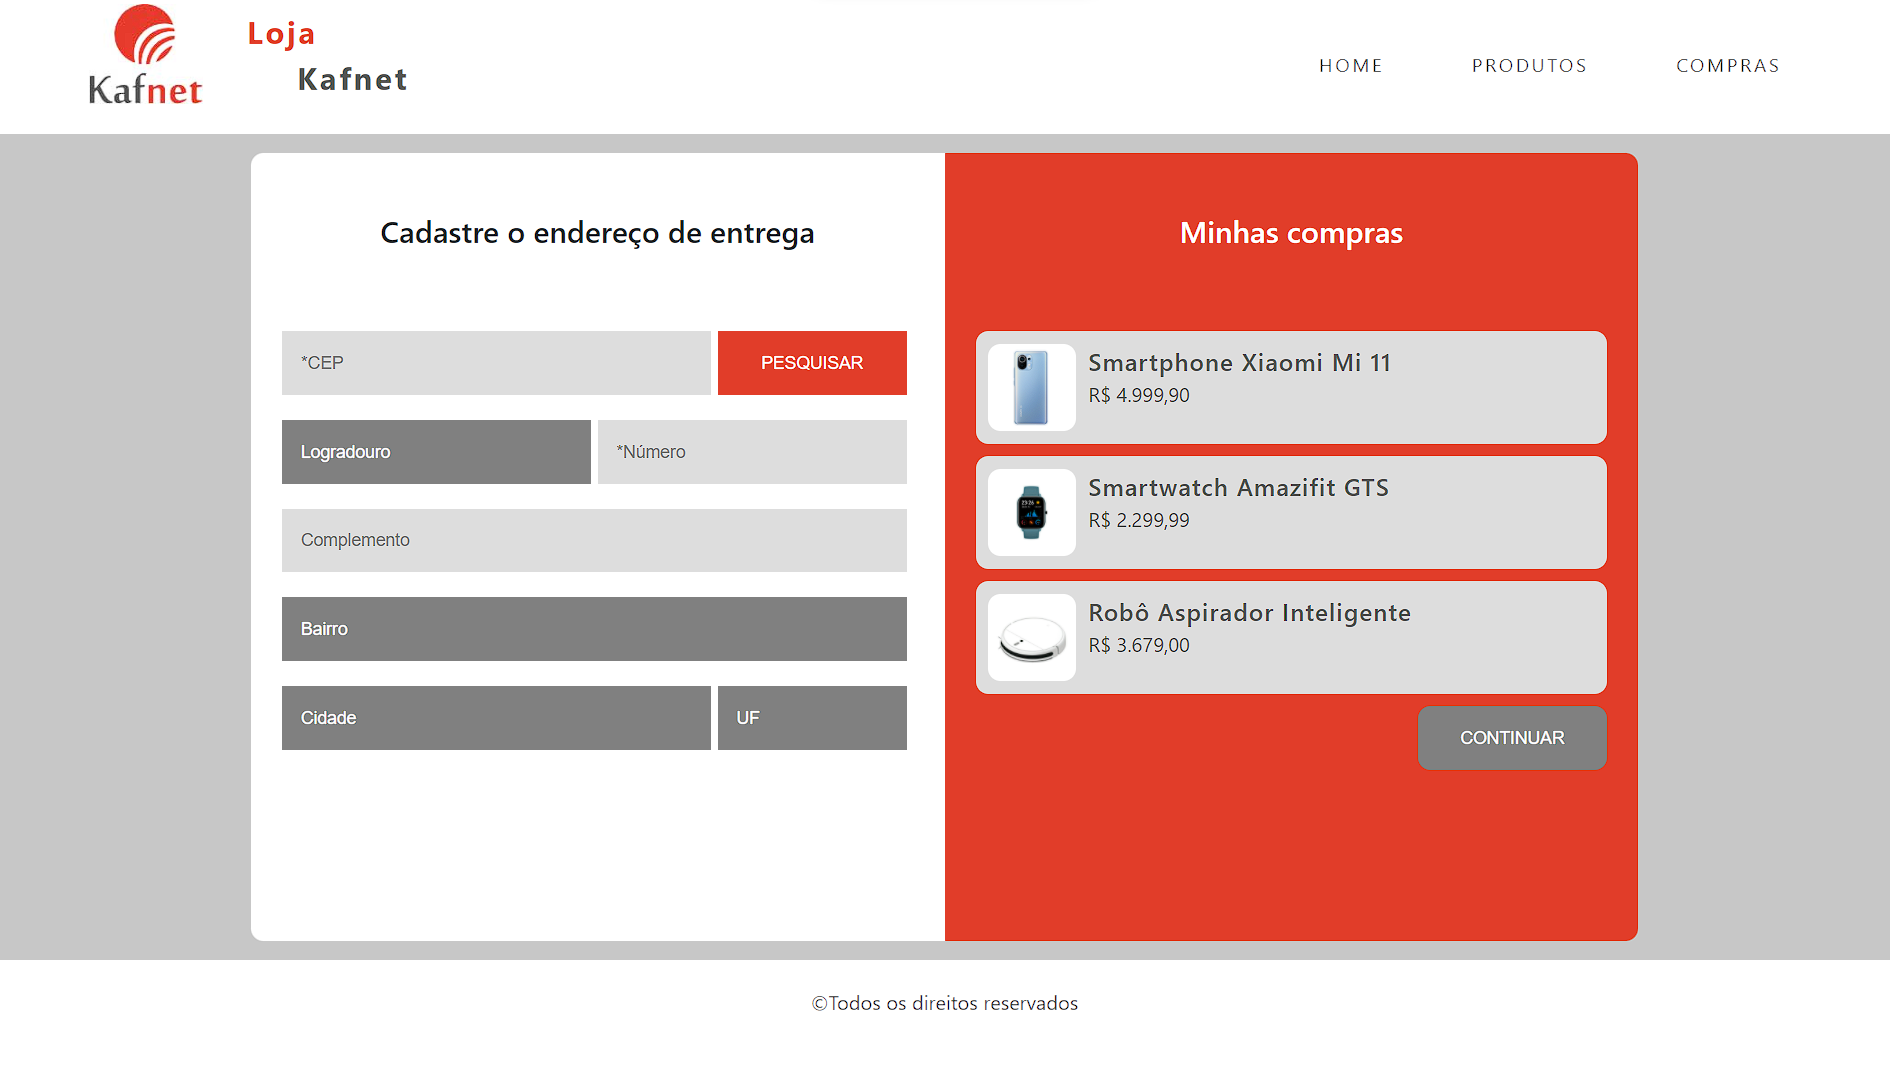 Kafnet
Loja
Kafnet
HOME
PRODUTOS
COMPRAS
Cadastre o endereço de entrega
*CEP
PESQUISAR
Logradouro
*Número
Complemento
Bairro
Cidade
UF
Minhas compras
Smartphone Xiaomi Mi 11
R$ 4.999,90
Smartwatch Amazifit GTS
R$ 2.299,99
Robô Aspirador Inteligente
R$ 3.679,00
CONTINUAR
©Todos os direitos reservados